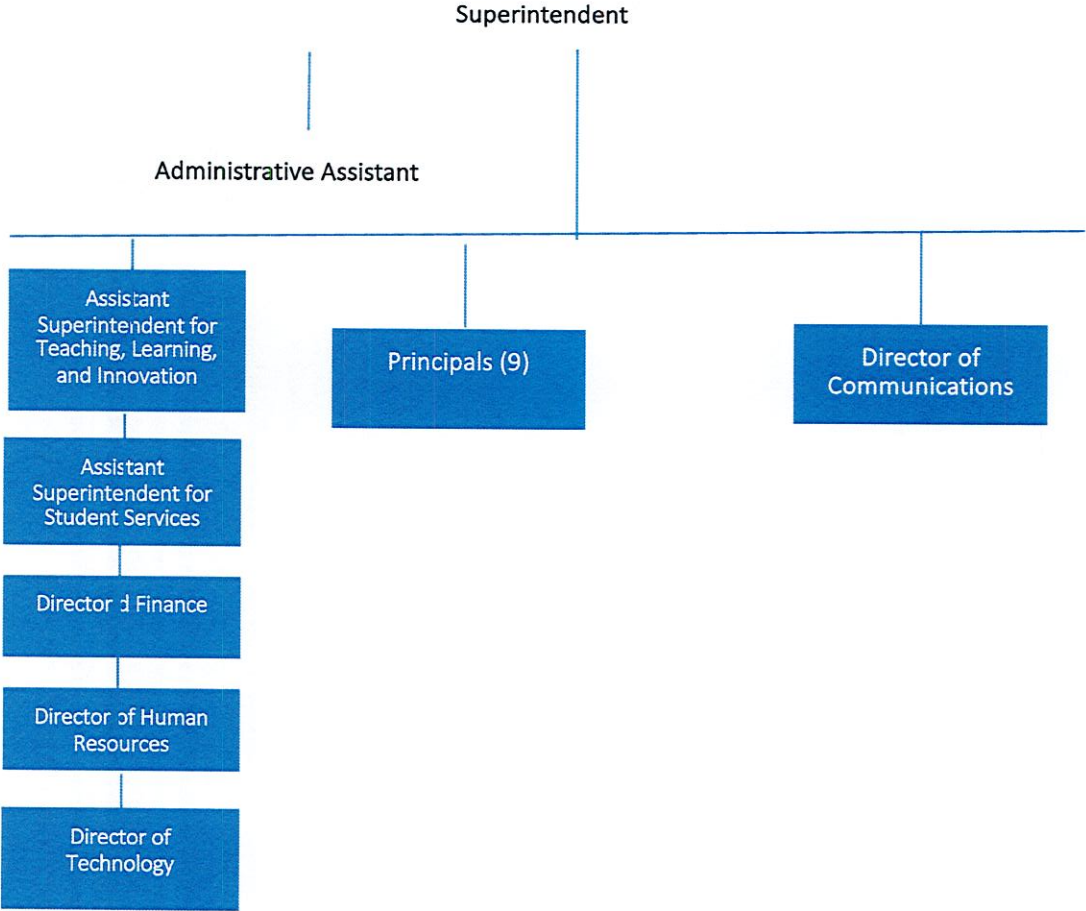 Superintendent
Administrative Assistant
Assistant
Superintendent for
Teaching, Learning,
and Innovation
Principals (9)
Director of
Communications
Assistant
Superintendent for
Student Services
Director d Finance
Director of Human
Resources
Director of
Technology